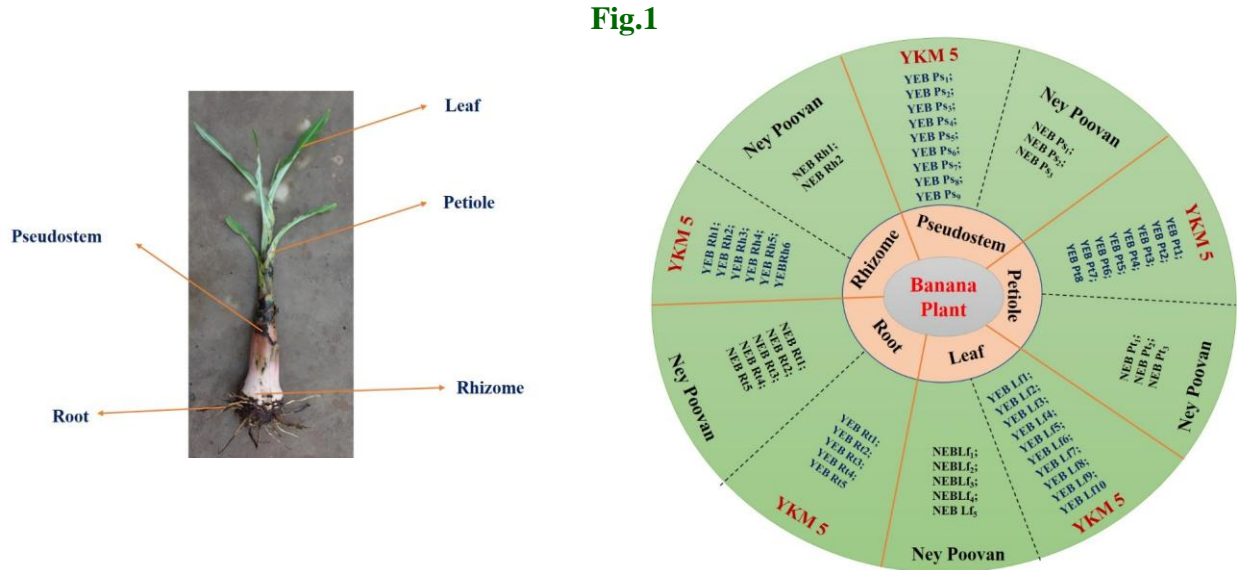 Fig.1
Leaf
Petiole
Pseudostem
Rhizome
Root
Banana
Plant
Pseudostem
Petiole
Leaf
Root
Rhizome
YKM 5
YEB Ps₁;
YEB Ps₂;
YEB Ps₃;
YEB Ps₄;
YEB Ps₅;
YEB Ps₆;
YEB Ps₇;
YEB Ps₈;
YEB Ps₉
Ney Poovan
NEB Ps₁;
NEB Ps₂;
NEB Ps₃
YKM 5
YEB Pt1;
YEB Pt2;
YEB Pt3;
YEB Pt4;
YEB Pt5;
YEB Pt6;
YEB Pt7;
YEB Pt8
Ney Poovan
NEB Pt₁;
NEB Pt₂;
NEB Pt₃
YKM 5
YEB Lf1;
YEB Lf2;
YEB Lf3;
YEB Lf4;
YEB Lf5;
YEB Lf6;
YEB Lf7;
YEB Lf8;
YEB Lf9;
YEB Lf10
Ney Poovan
NEBLf₁;
NEBLf₂;
NEBLf₃;
NEBLf₄;
NEB Lf₅
YKM 5
YEB Rt1;
YEB Rt2;
YEB Rt3;
YEB Rt4;
YEB Rt5
Ney Poovan
NEB Rt1;
NEB Rt2;
NEB Rt3;
NEB Rt4;
NEB Rt5
YKM 5
YEB Rh1;
YEB Rh2;
YEB Rh3;
YEB Rh4;
YEB Rh5;
YEBRh6
Ney Poovan
NEB Rh1;
NEB Rh2